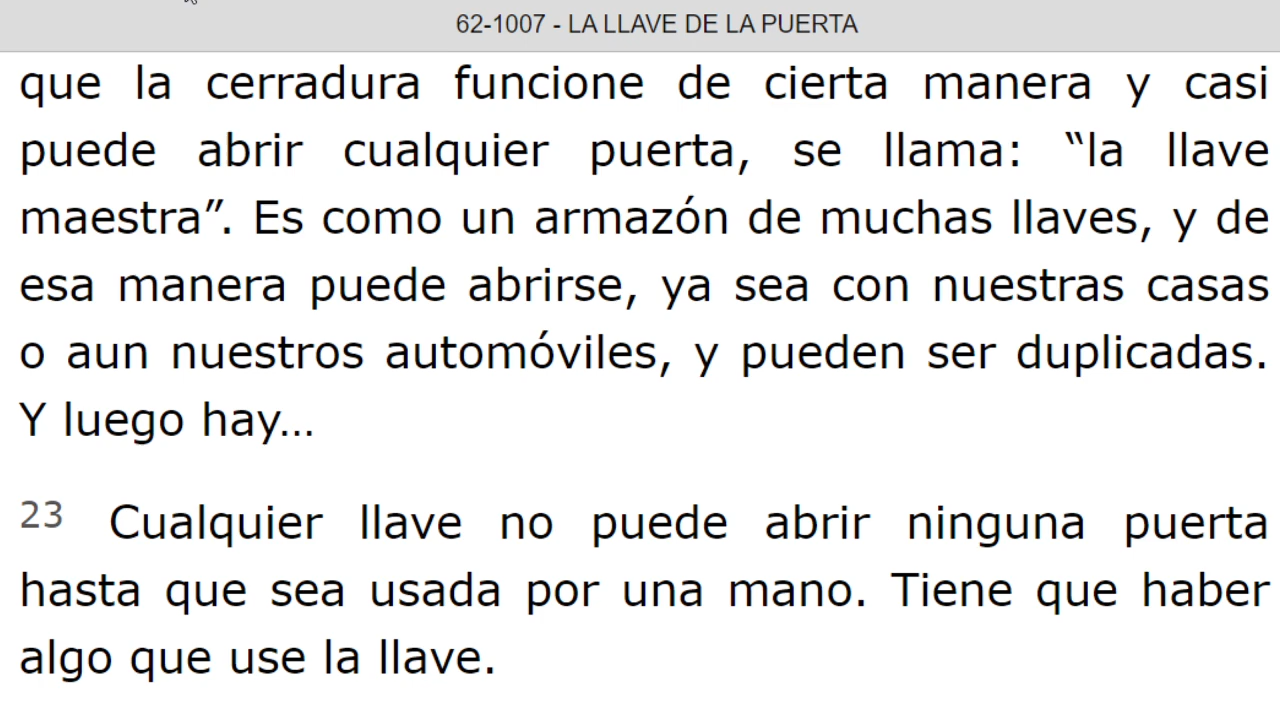 62-1007 - LA LLAVE DE LA PUERTA
que la cerradura funcione de cierta manera y casi
puede abrir cualquier puerta, se llama: “la llave
maestra”. Es como un armazón de muchas llaves, y de
esa manera puede abrirse, ya sea con nuestras casas
o aun nuestros automóviles, y pueden ser duplicadas.
Y luego hay…
23 Cualquier llave no puede abrir ninguna puerta
hasta que sea usada por una mano. Tiene que haber
algo que use la llave.